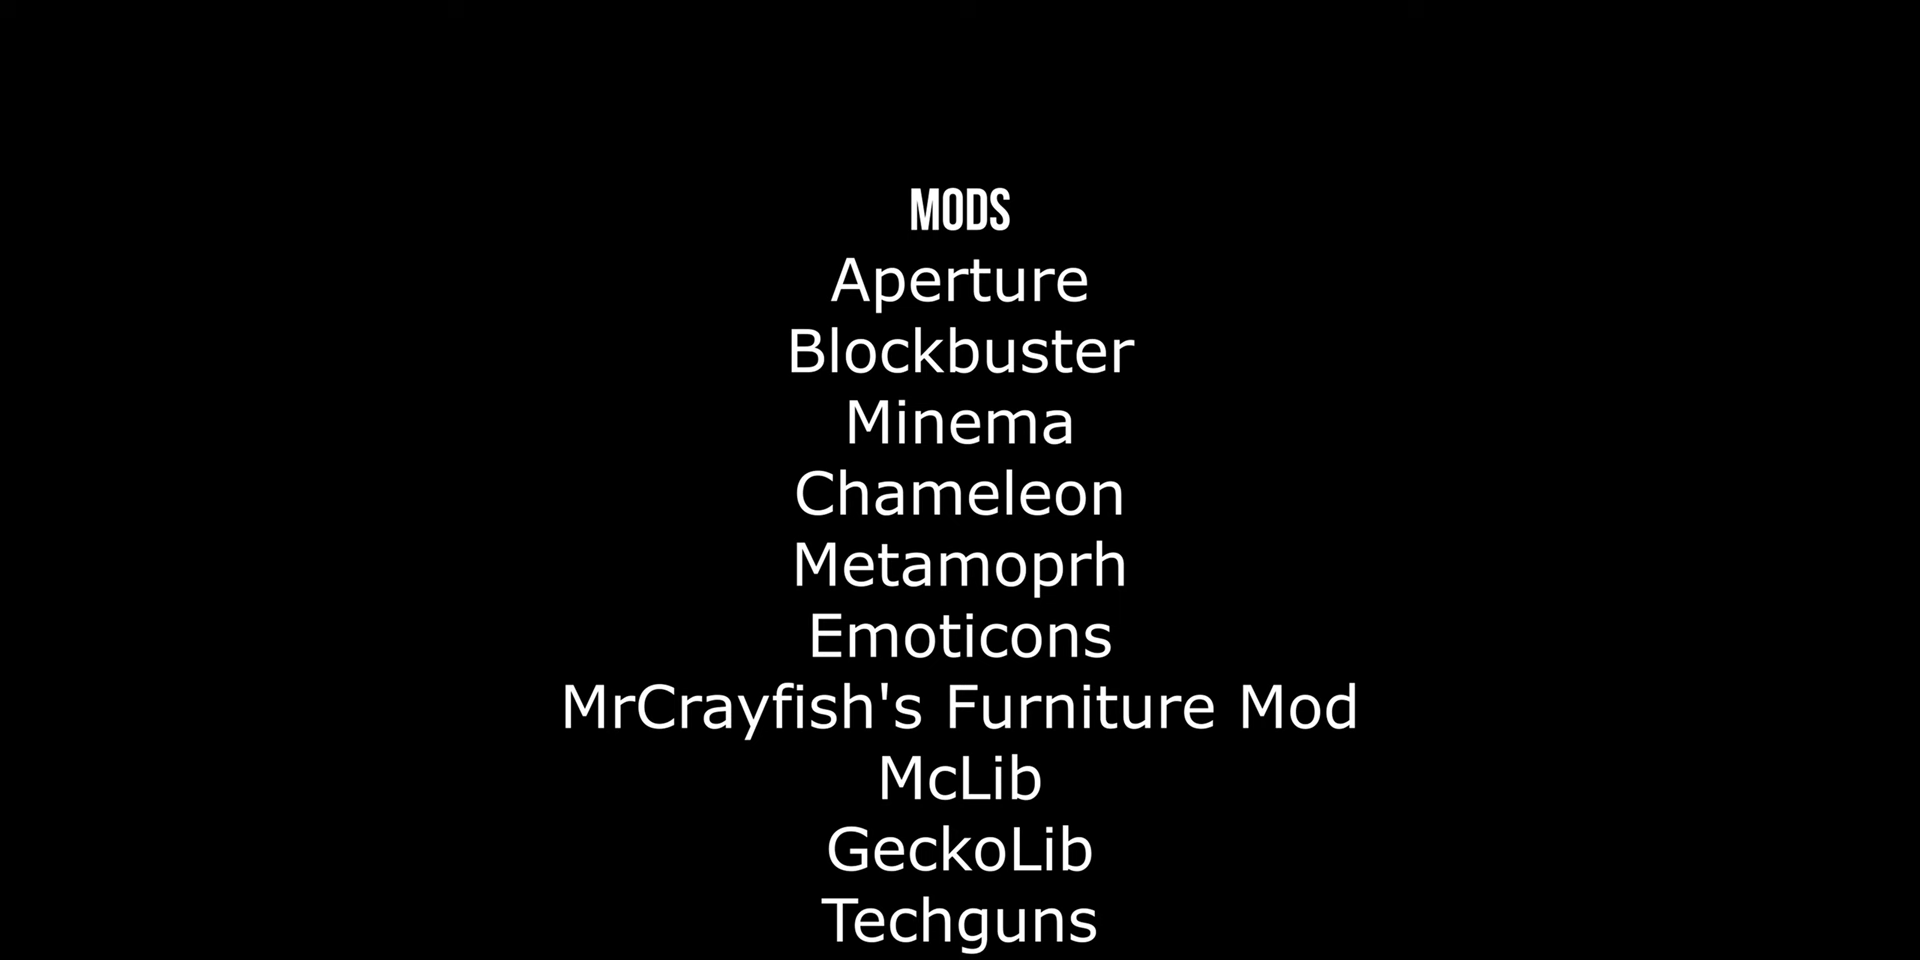 MODS
Aperture
Blockbuster
Minema
Chameleon
Metamoprh
Emoticons
MrCrayfish's Furniture Mod
McLib
GeckoLib
Techguns